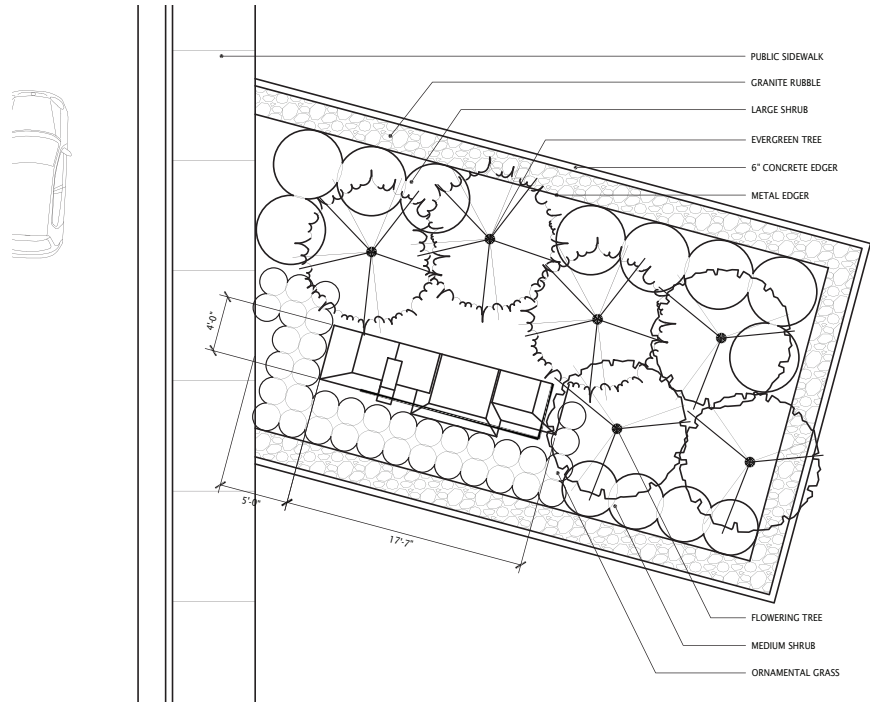 PUBLIC SIDEWALK
GRANITE RUBBLE
LARGE SHRUB
EVERGREEN TREE
6" CONCRETE EDGER
METAL EDGER
4'-0"
5'-0"
17'-7"
FLOWERING TREE
MEDIUM SHRUB
ORNAMENTAL GRASS